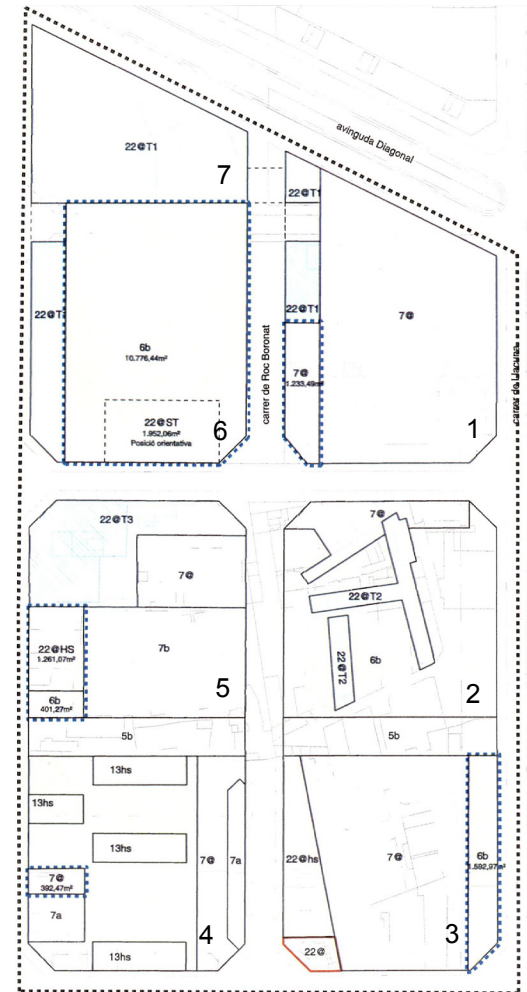 avinguda Diagonal
22@T1
7
22@T1
22@T
22@T1
7@
6b
10.776,44m²
carrer de Roc Boronat
7@
1.233,49m²
carrer de Llacuna
22@ST
1.952,06m²
Posició orientativa
6
1
22@T3
7@
7@
22@T2
22@HS
1.261,07m²
7b
22@T2
6b
6b
401,27m²
5
2
5b
5b
13hs
13hs
13hs
7@
7a
22@hs
7@
6b
1.592,97m²
7@
392,47m²
7a
4
3
13hs
22@